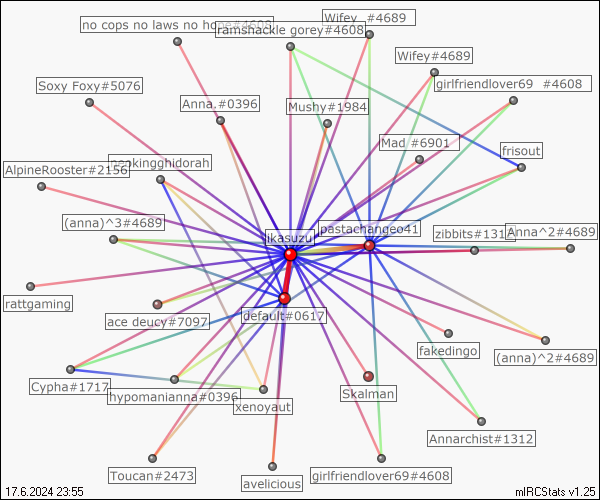 no cops no laws no hope#4608
ramshackle gorey#4608
Wifey_ #4689
Wifey#4689
girlfriendlover69_ #4608
Soxy Foxy#5076
Anna,#0396
Mushy#1984
Mad_#6901
frisout
AlpineRooster#2156
(anna)^3#4689
ikasuzu
pastachangeo41
zibbits#131
Anna^2#4689
rattgaming
ace deucy#7097
default#0617
fakedingo
(anna)^2#4689
Cypha#1717
hypomanianna#0396
xenoyaut
Skalman
Annarchist#1312
Toucan#2473
avelicious
girlfriendlover69#4608
17.6.2024 23:55
mIRCStats v1.25